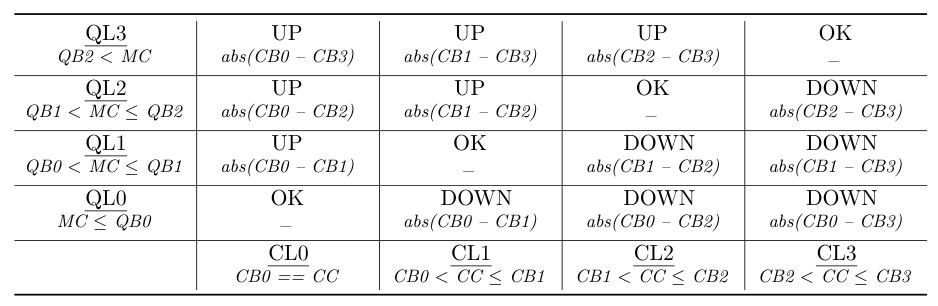 QL3 UP UP UP OK
QB2 < MC abs(CB0 – CB3) abs(CB1 – CB3) abs(CB2 – CB3) –
QL2 UP UP OK DOWN
QB1 < MC ≤ QB2 abs(CB0 – CB2) abs(CB1 – CB2) – abs(CB2 – CB3)
QL1 UP OK DOWN DOWN
QB0 < MC ≤ QB1 abs(CB0 – CB1) – abs(CB1 – CB2) abs(CB1 – CB3)
QL0 OK DOWN DOWN DOWN
MC ≤ QB0 – abs(CB0 – CB1) abs(CB0 – CB2) abs(CB0 – CB3)
CL0 CL1 CL2 CL3
CB0 == CC CB0 < CC ≤ CB1 CB1 < CC ≤ CB2 CB2 < CC ≤ CB3